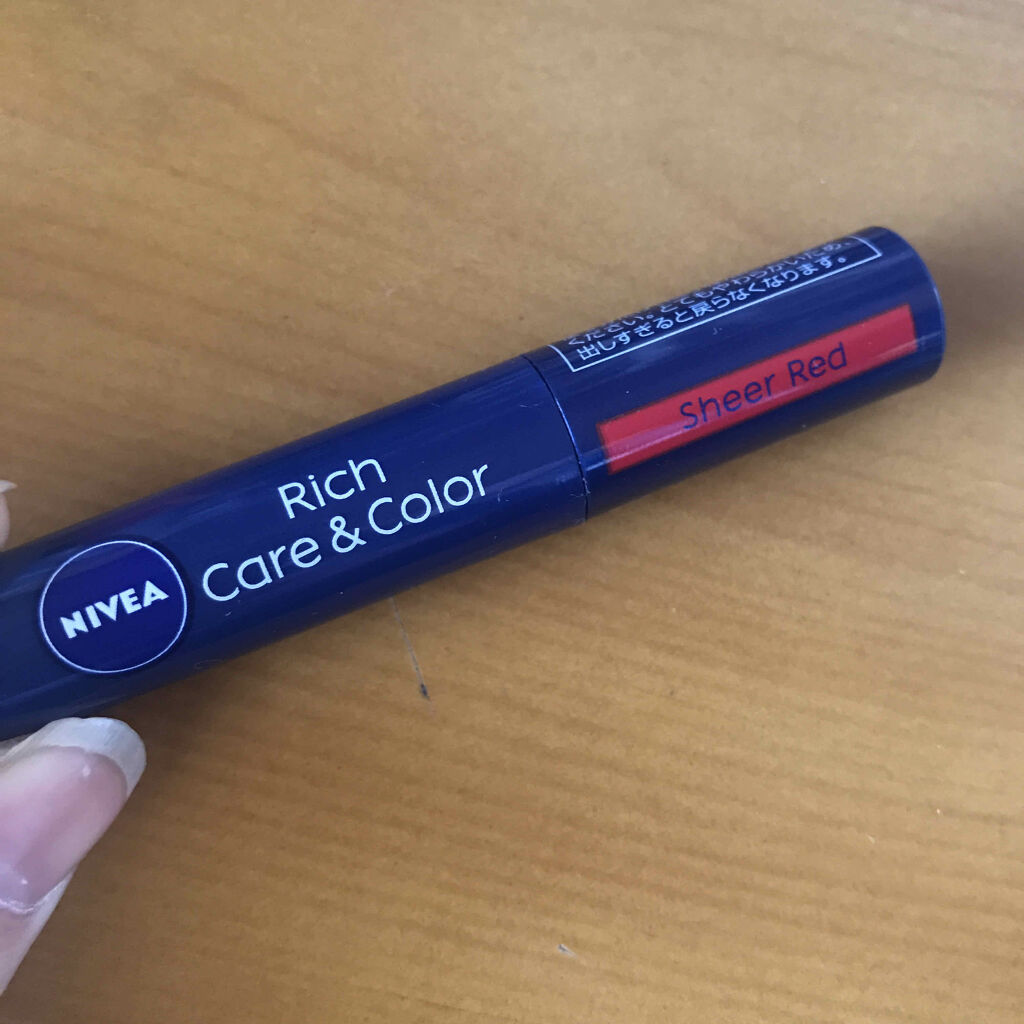 NIVEA
Rich
Care & Color
Sheer Red
ください。とてもやわらかいため、
出しすぎると戻らなくなります。